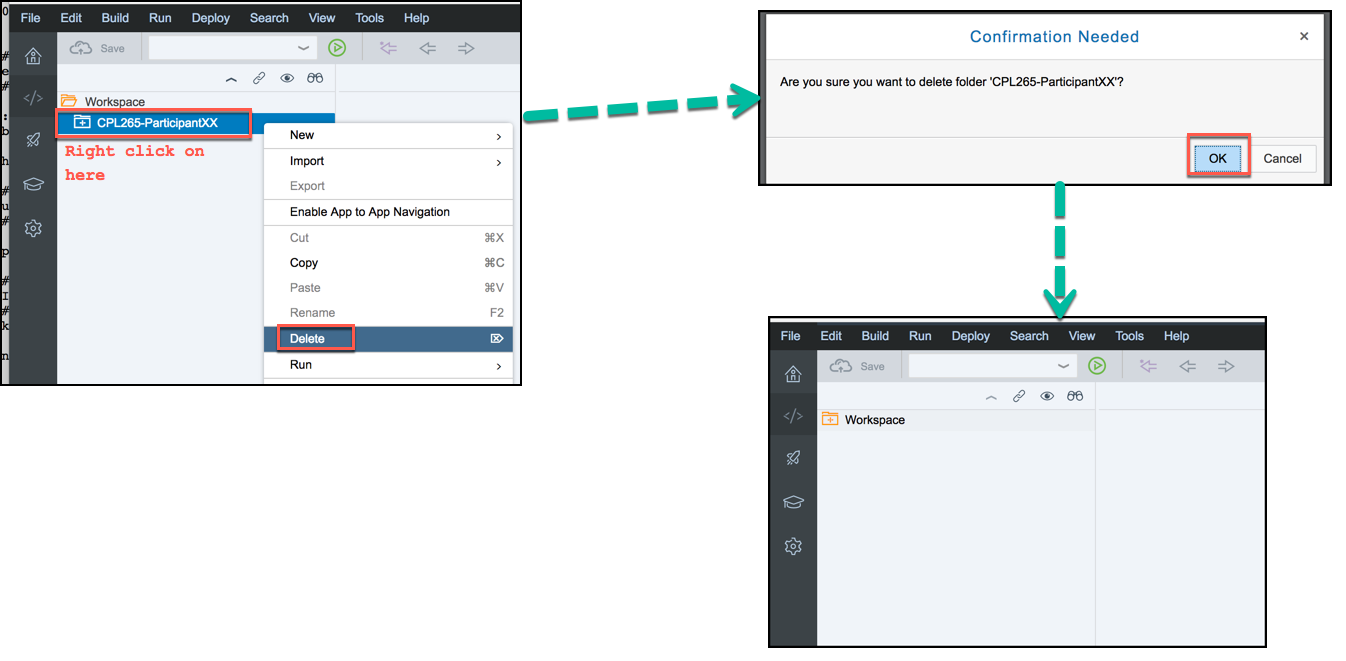 File Edit Build Run Deploy Search View Tools Help
Save
Workspace
CPL265-ParticipantXX
Right click on
here
New
Import
Export
Enable App to App Navigation
Cut ⌘X
Copy ⌘C
Paste ⌘V
Rename F2
Delete
Run
Confirmation Needed
Are you sure you want to delete folder 'CPL265-ParticipantXX'?
OK Cancel
File Edit Build Run Deploy Search View Tools Help
Save
Workspace